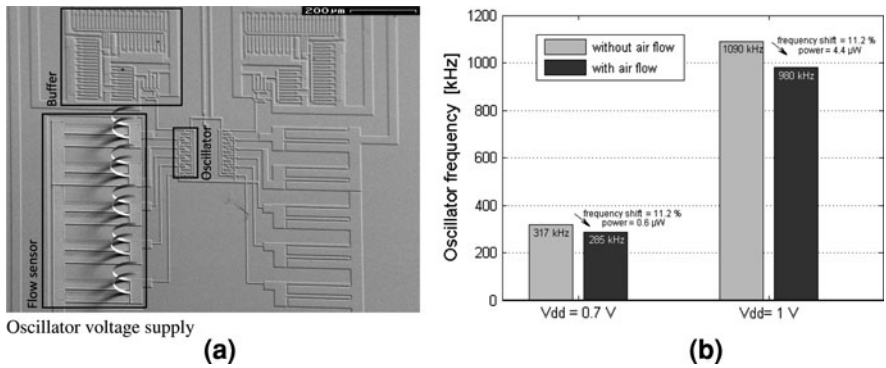 200 µm
Buffer
Oscillator
Flow sensor
Oscillator voltage supply
(a)
Oscillator frequency [kHz]
1200
1000
800
600
400
200
0
without air flow
with air flow
1090 kHz
frequency shift = 11.2 %
power = 4.4 µW
980 kHz
317 kHz
frequency shift = 11.2 %
power = 0.6 µW
285 kHz
Vdd = 0.7 V
Vdd= 1 V
(b)